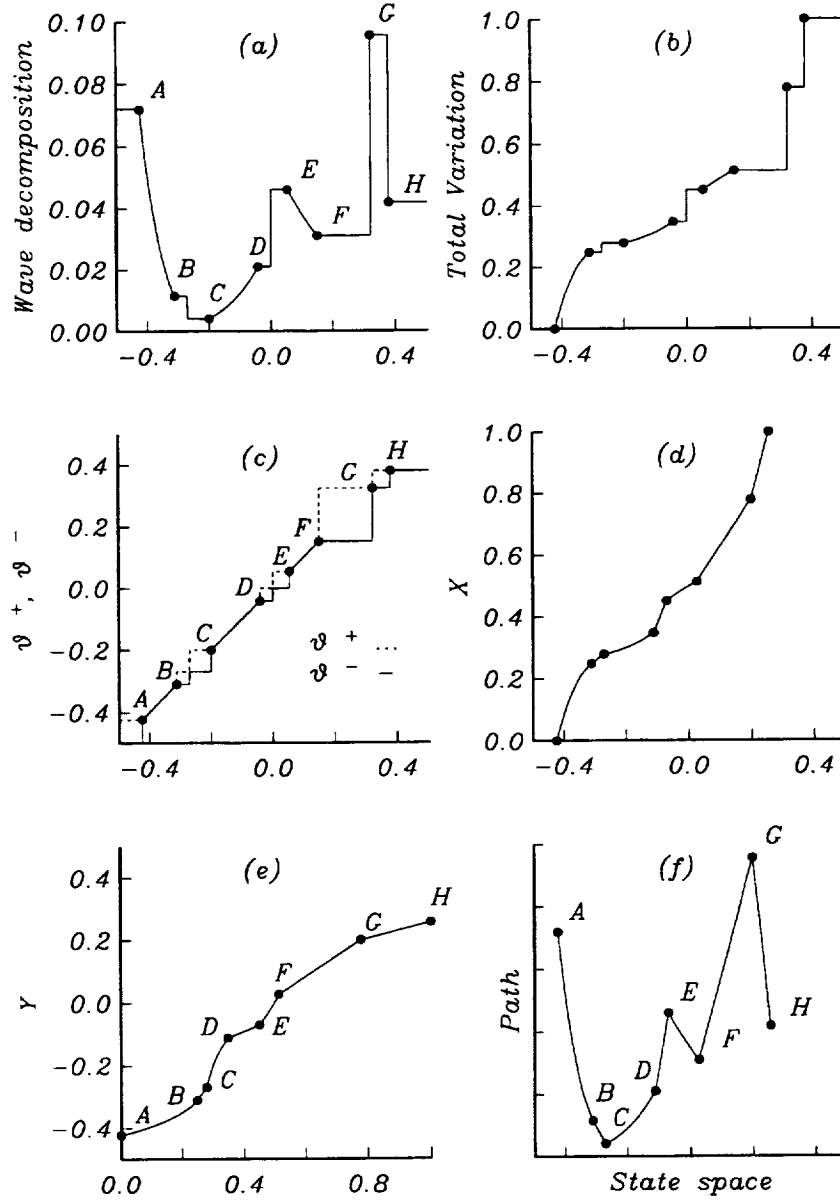 (a)
Wave decomposition
0.10
0.08
0.06
0.04
0.02
0.00
-0.4 0.0 0.4
A
B
C
D
E
F
G
H
(b)
Total Variation
1.0
0.8
0.6
0.4
0.2
0.0
-0.4 0.0 0.4
(c)
ϑ +, ϑ -
0.4
0.2
0.0
-0.2
-0.4
-0.4 0.0 0.4
A
B
C
D
E
F
G
H
ϑ + ...
ϑ - —
(d)
X
1.0
0.8
0.6
0.4
0.2
0.0
-0.4 0.0 0.4
(e)
Y
0.4
0.2
0.0
-0.2
-0.4
0.0 0.4 0.8
A
B
C
D
E
F
G
H
(f)
Path
A
B
C
D
E
F
G
H
State space